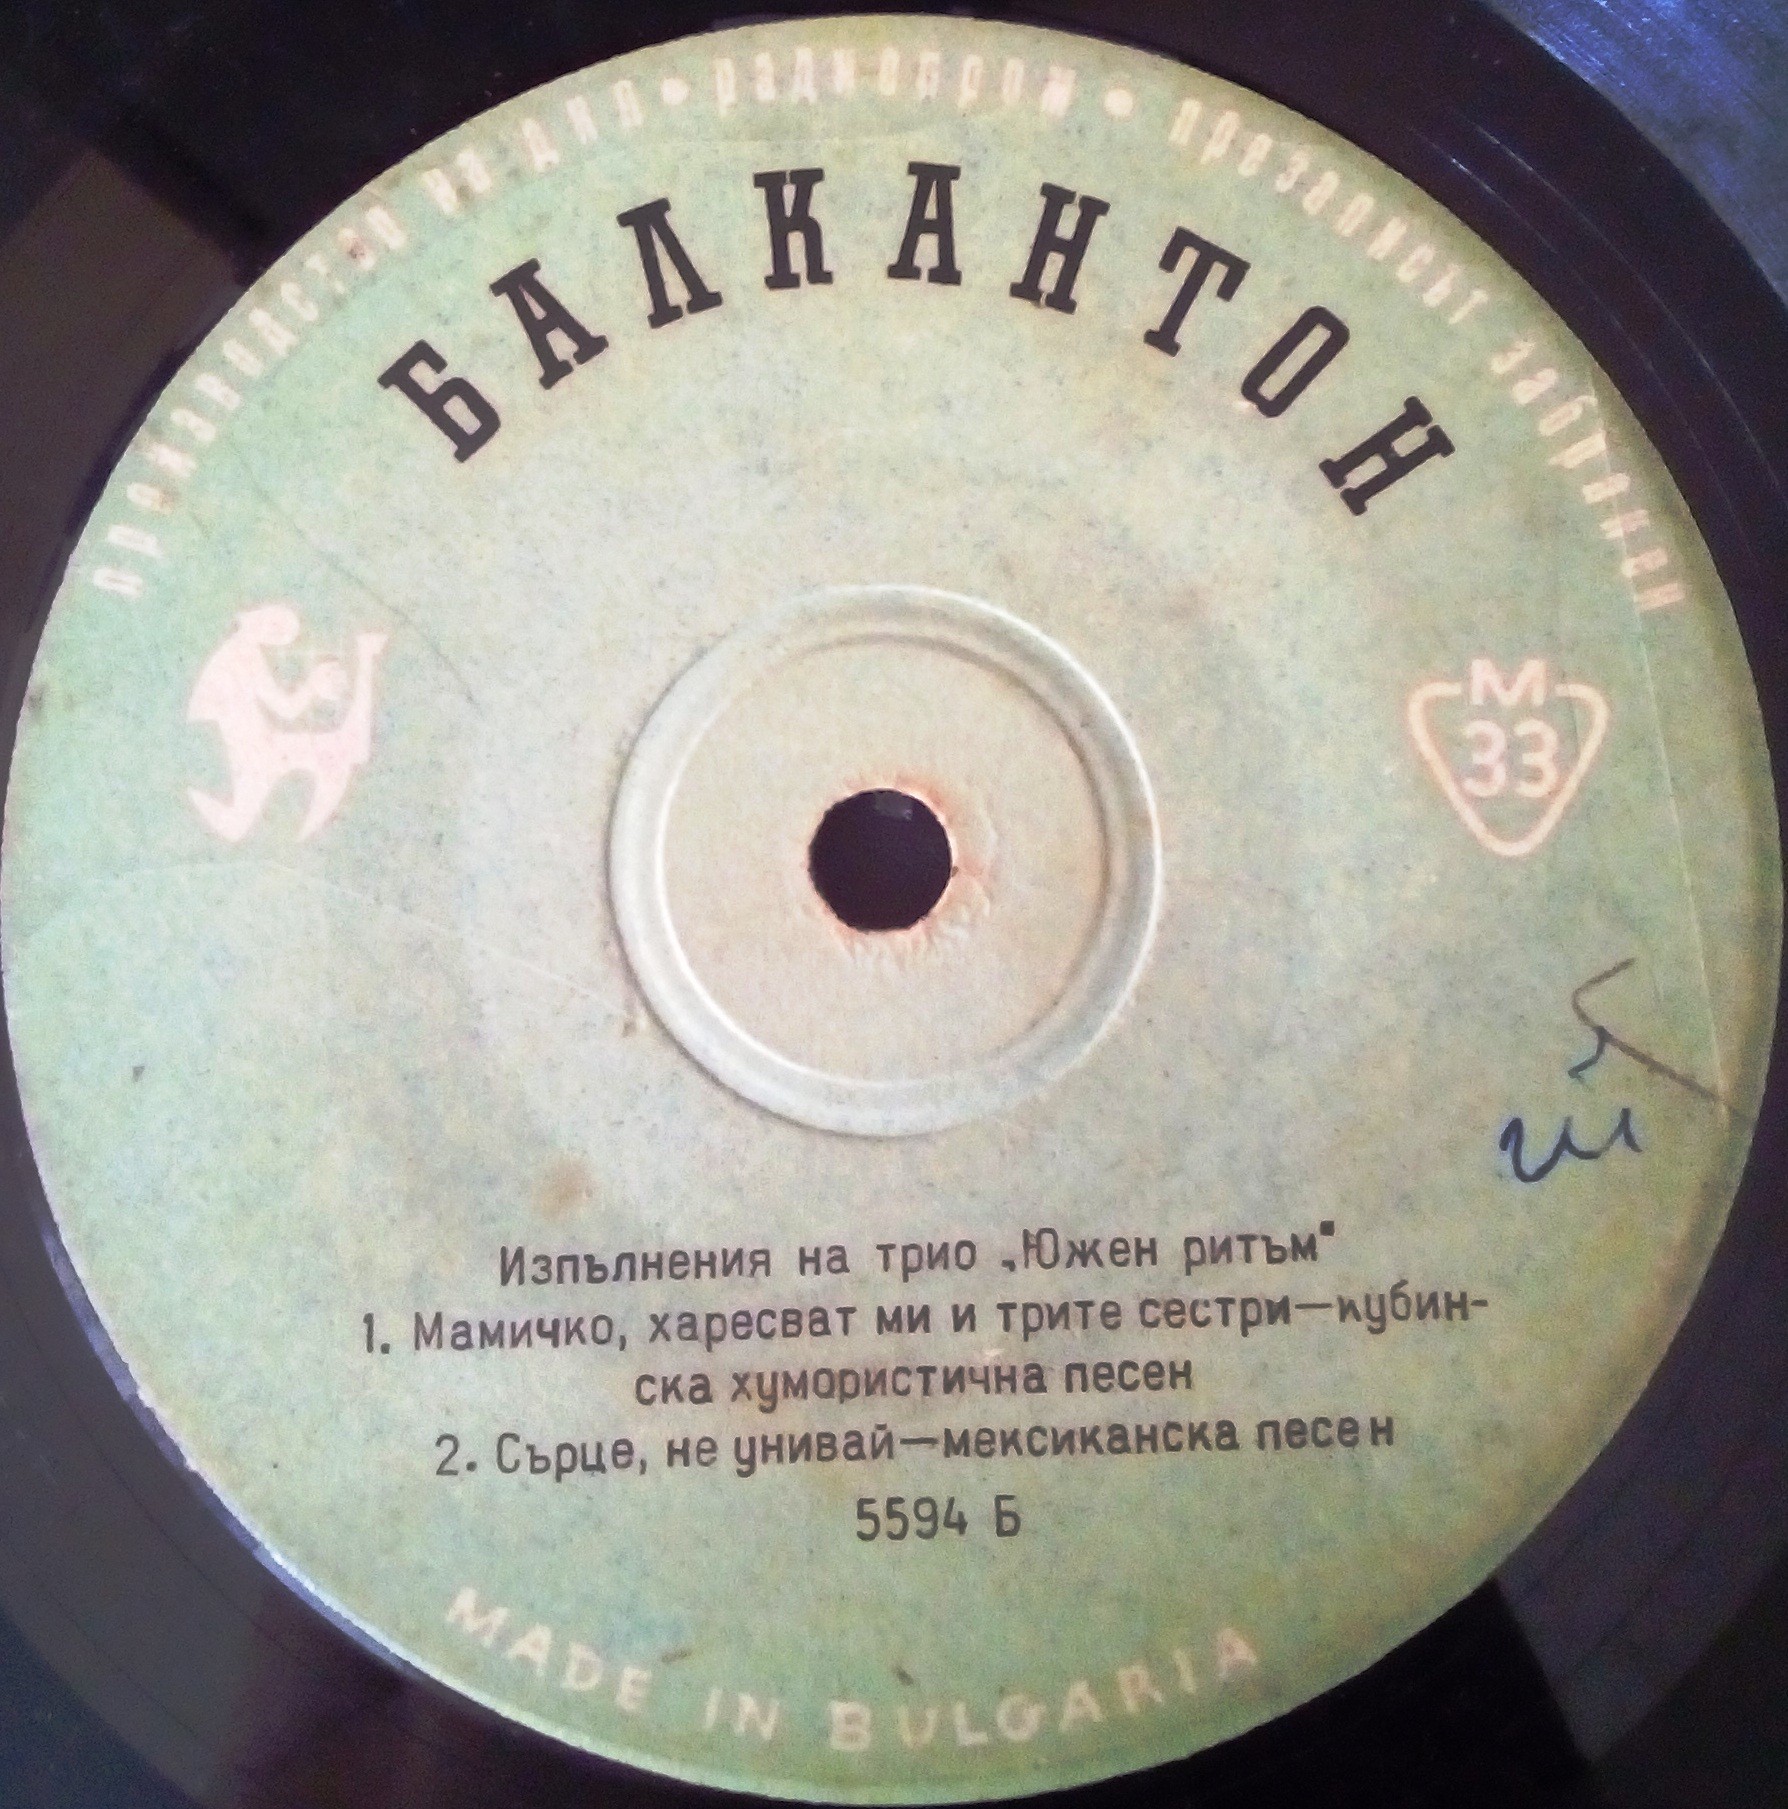 производство на дип • радиопром • презаписът забранен
БАЛКАНТОН
М
33
Изпълнения на трио „Южен ритъм"
1. Мамичко, харесват ми и трите сестри—кубин-
ска хумористична песен
2. Сърце, не унивай—мексиканска песен
5594 Б
MADE IN BULGARIA